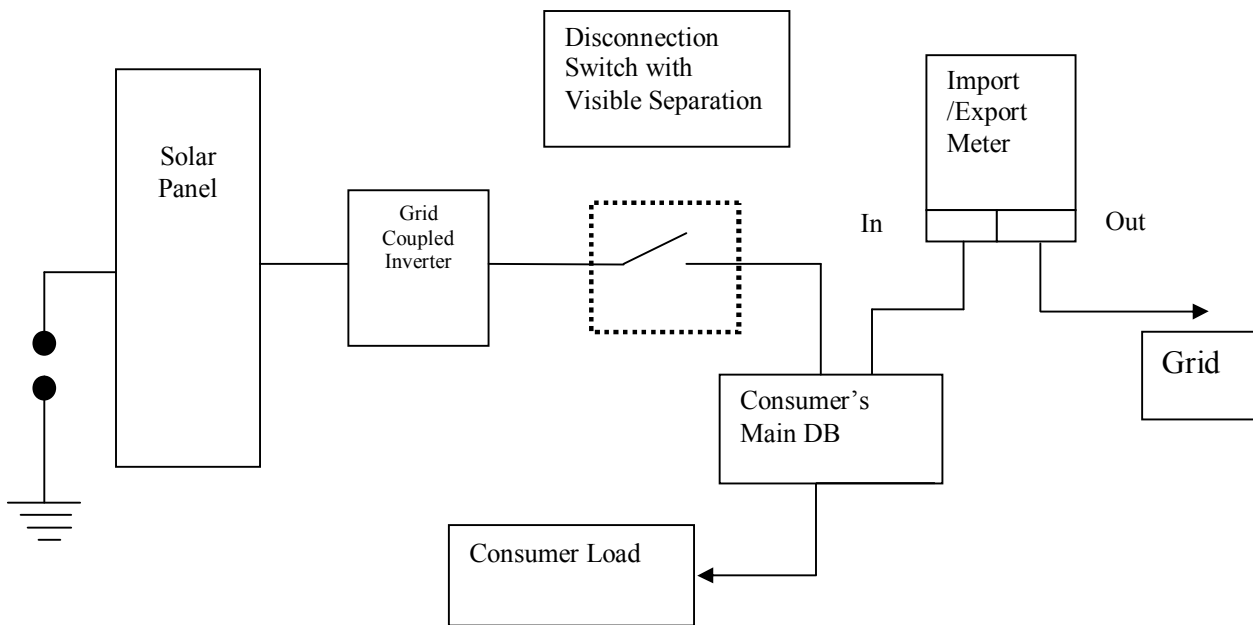 Disconnection
Switch with
Visible Separation
Import
/Export
Meter
Solar
Panel
Grid
Coupled
Inverter
In
Out
Grid
Consumer’s
Main DB
Consumer Load